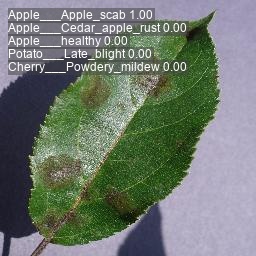 Apple___Apple_scab 1.00
Apple___Cedar_apple_rust 0.00
Apple___healthy 0.00
Potato___Late_blight 0.00
Cherry___Powdery_mildew 0.00